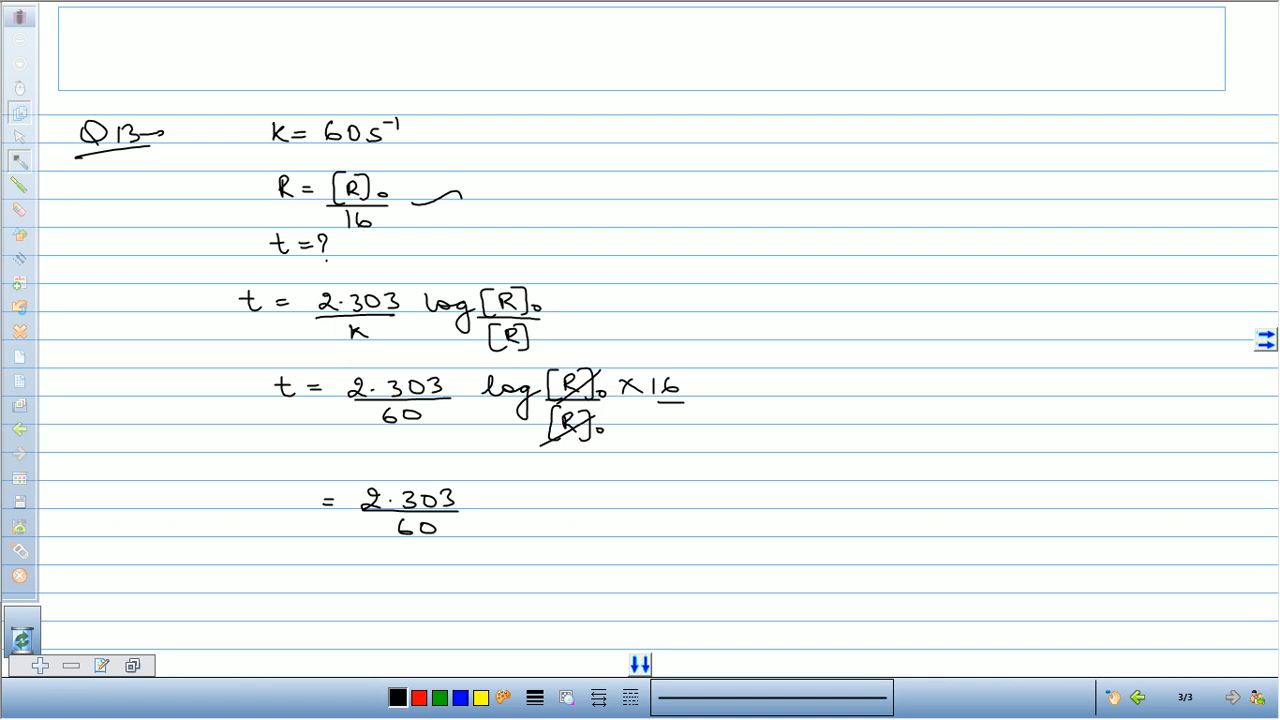 Q 13
K = 60 s⁻¹
R = [R]₀/16
t = ?
t = 2.303/K log [R]₀/[R]
t = 2.303/60 log [R]₀/[R]₀ × 16
= 2.303/60
3/3